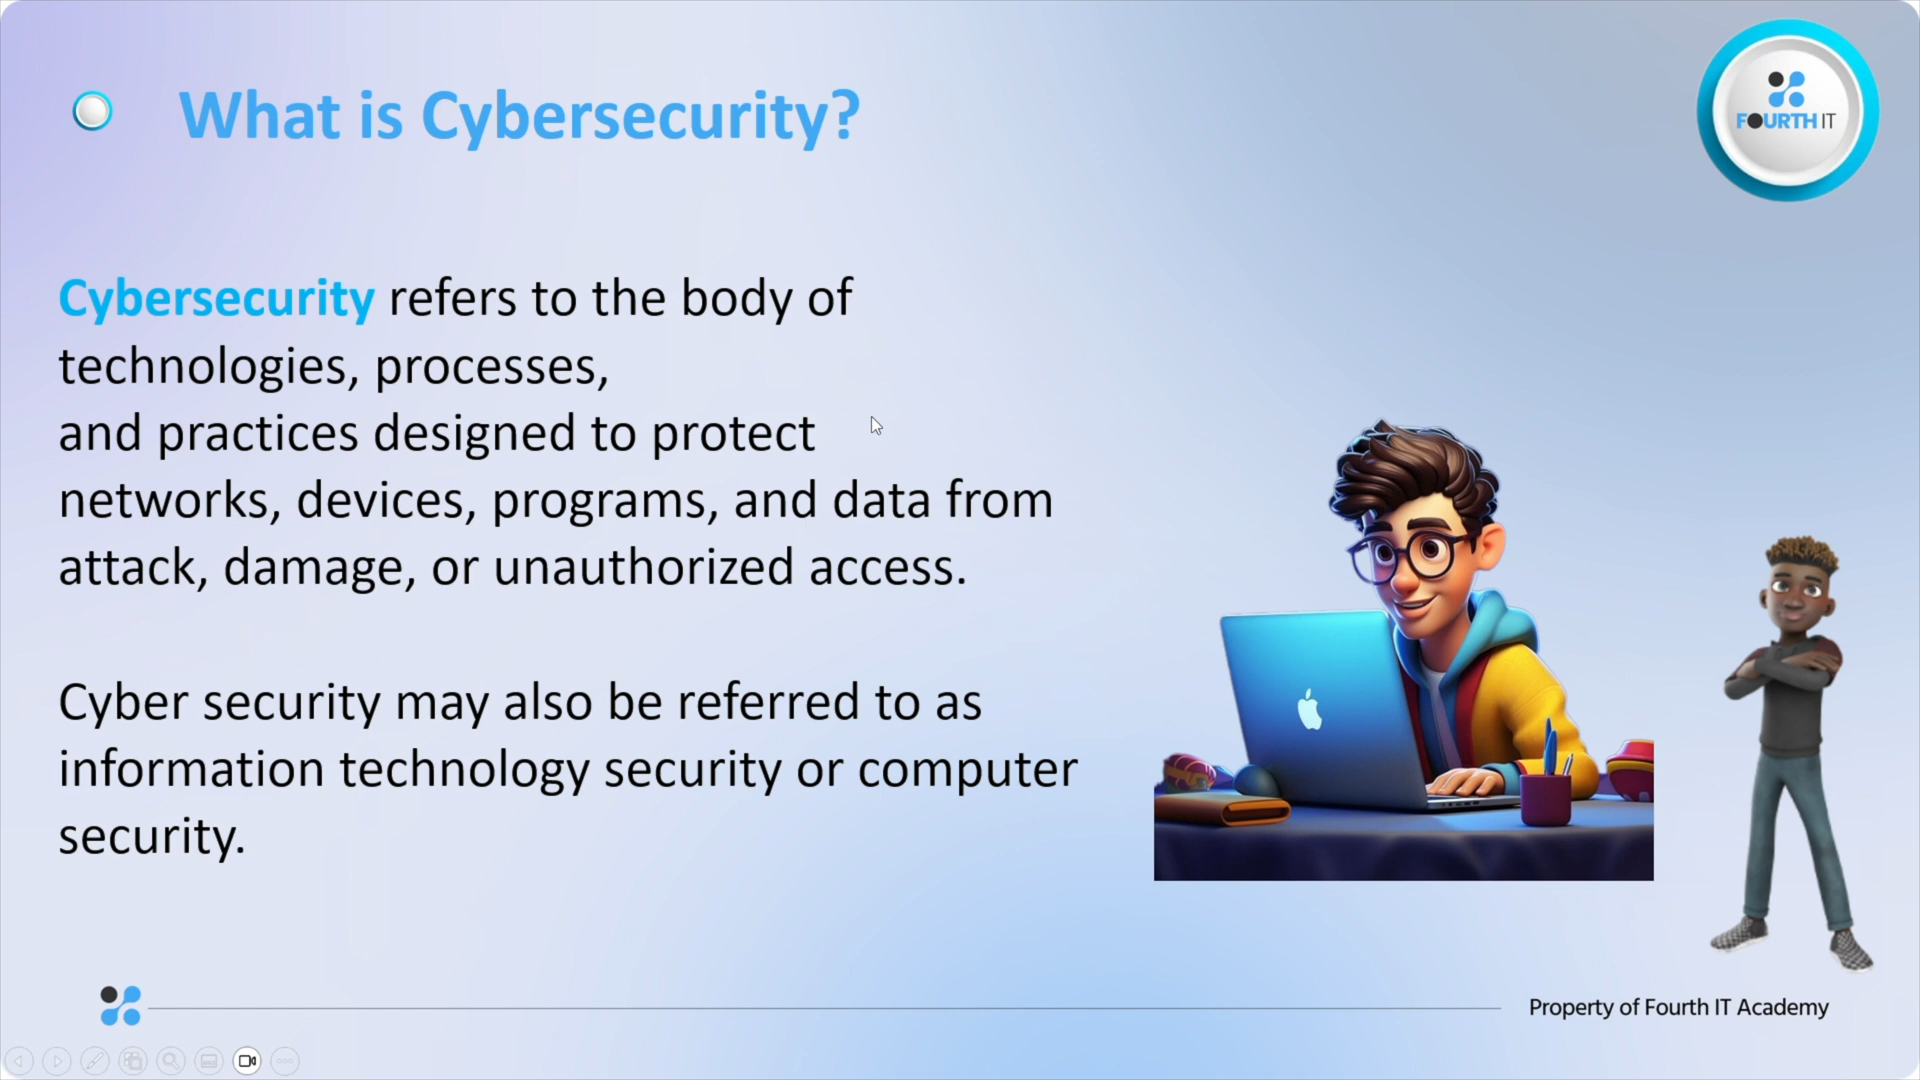 What is Cybersecurity?
FOURTH IT
Cybersecurity refers to the body of
technologies, processes,
and practices designed to protect
networks, devices, programs, and data from
attack, damage, or unauthorized access.
Cyber security may also be referred to as
information technology security or computer
security.
Property of Fourth IT Academy